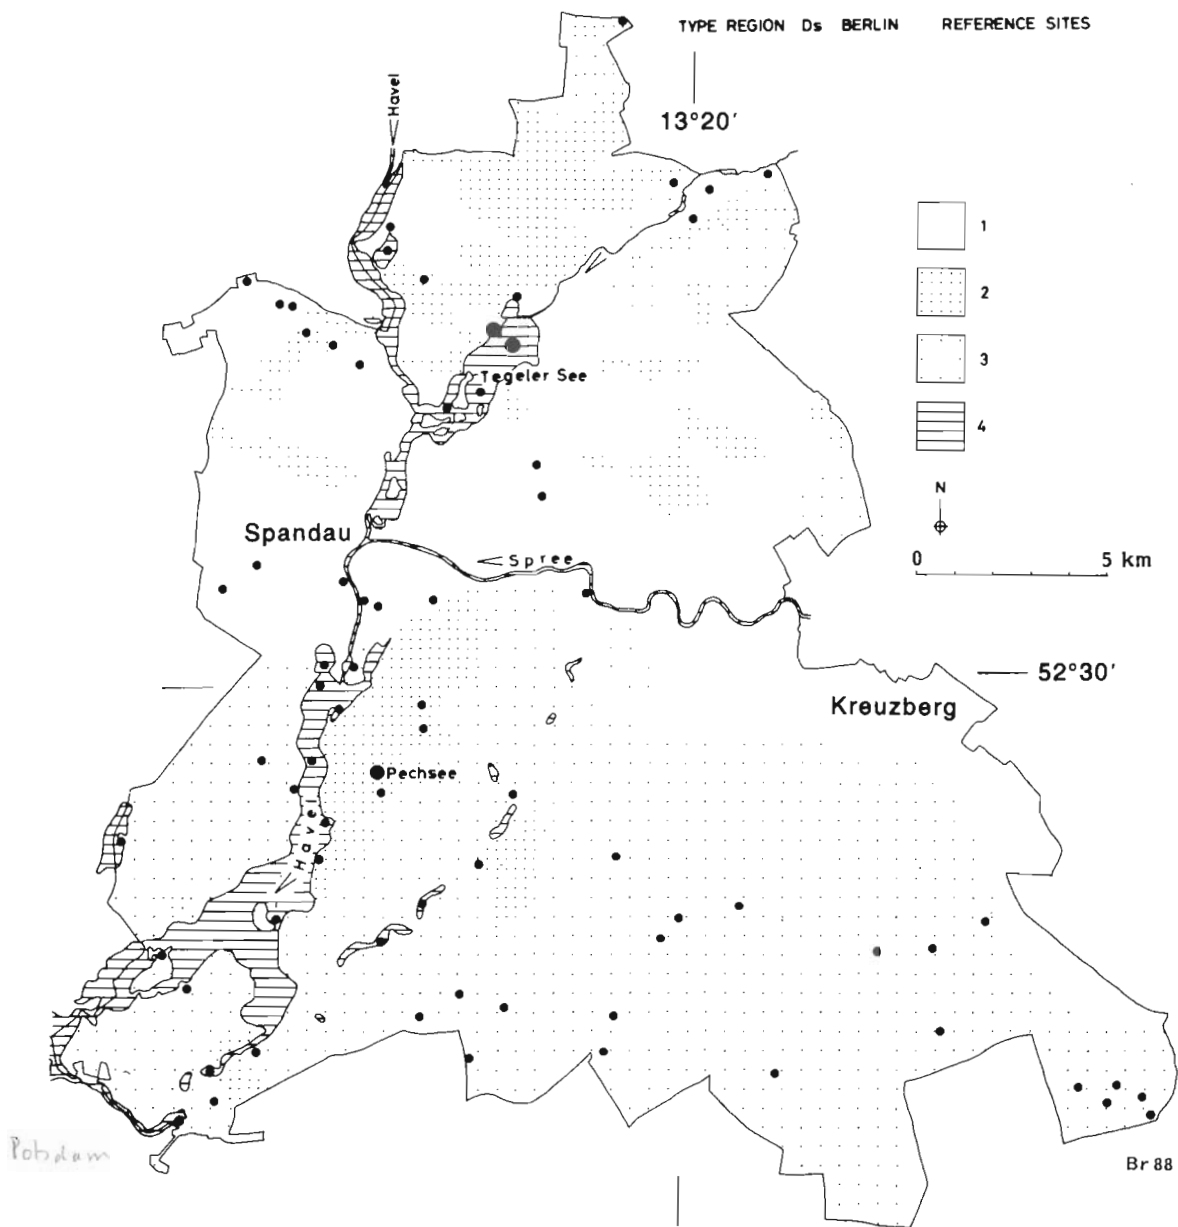 TYPE REGION Ds BERLIN REFERENCE SITES
Havel
13°20′
1
2
3
Tegeler See
4
N
Spandau
Spree
0 5 km
52°30′
Kreuzberg
Pechsee
Havel
Potsdam
Br 88